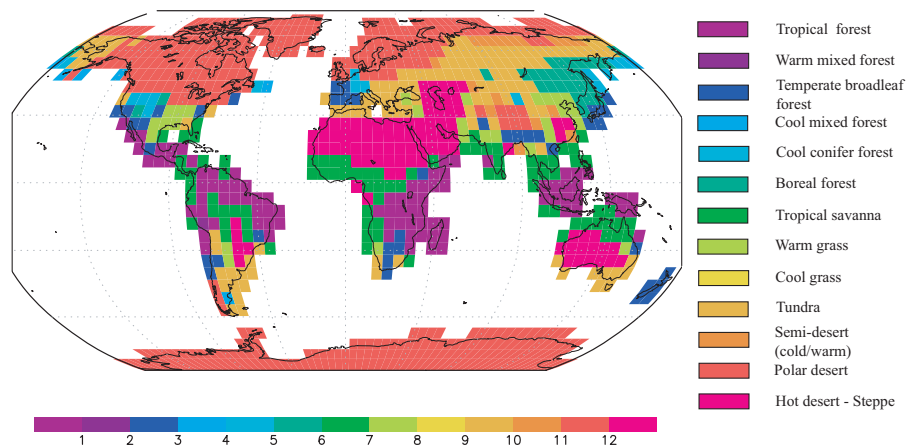 Tropical forest
Warm mixed forest
Temperate broadleaf
forest
Cool mixed forest
Cool conifer forest
Boreal forest
Tropical savanna
Warm grass
Cool grass
Tundra
Semi-desert
(cold/warm)
Polar desert
Hot desert - Steppe
1 2 3 4 5 6 7 8 9 10 11 12